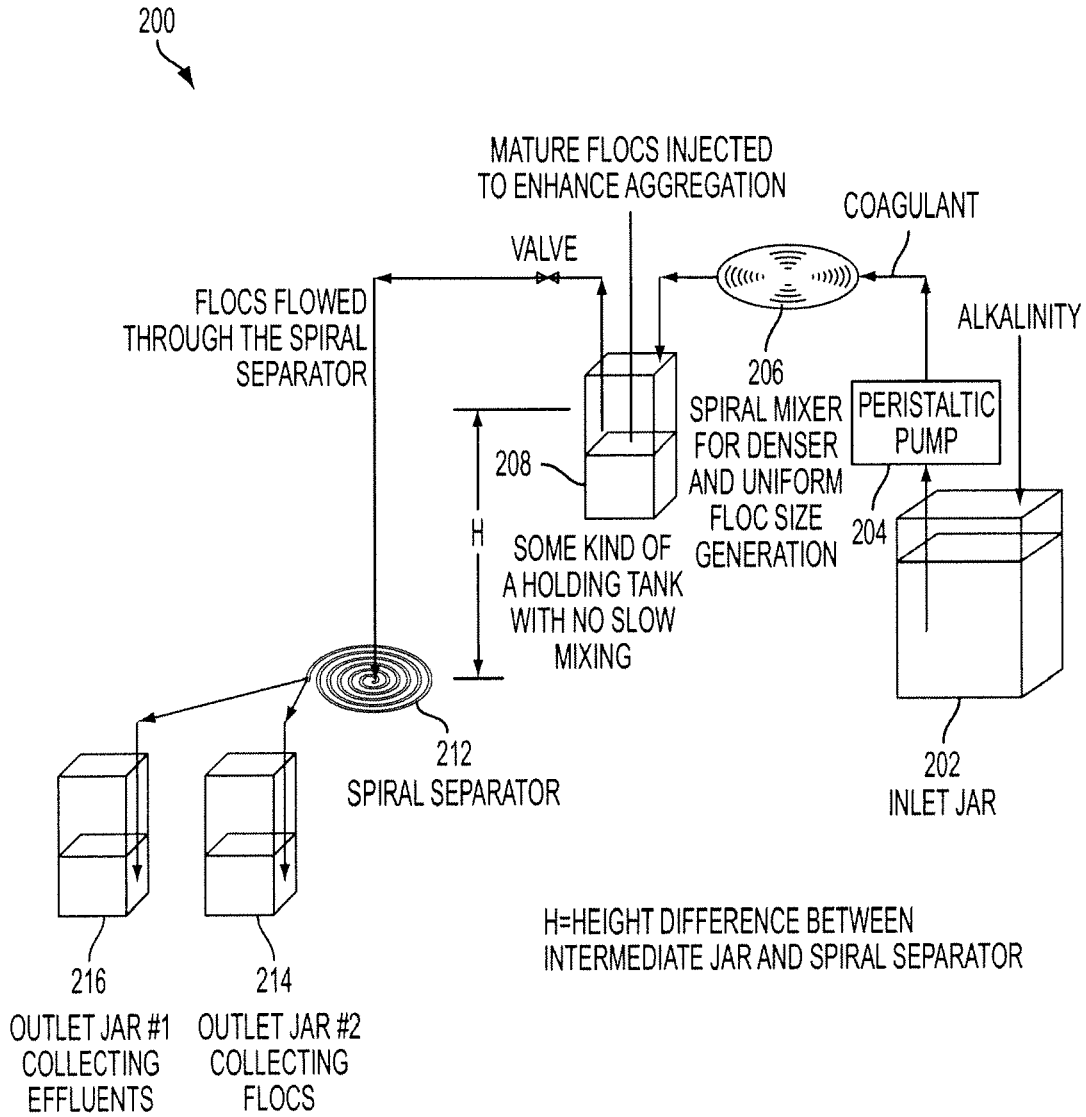 200
MATURE FLOCS INJECTED
TO ENHANCE AGGREGATION
COAGULANT
VALVE
ALKALINITY
FLOCS FLOWED
THROUGH THE SPIRAL
SEPARATOR
206
SPIRAL MIXER
FOR DENSER
AND UNIFORM
FLOC SIZE
GENERATION
PERISTALTIC
PUMP
204
208
H
SOME KIND OF
A HOLDING TANK
WITH NO SLOW
MIXING
212
SPIRAL SEPARATOR
202
INLET JAR
H=HEIGHT DIFFERENCE BETWEEN
INTERMEDIATE JAR AND SPIRAL SEPARATOR
216
OUTLET JAR #1
COLLECTING
EFFLUENTS
214
OUTLET JAR #2
COLLECTING
FLOCS